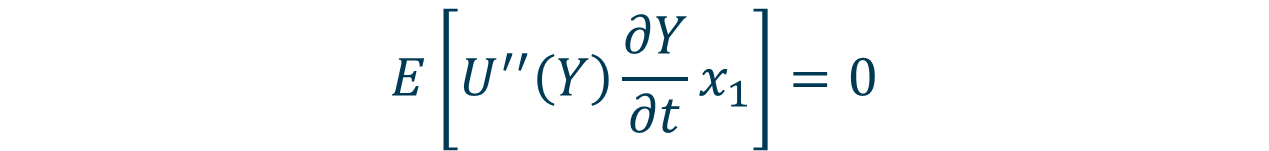 E[U′′(Y) ∂Y/∂t x₁] = 0